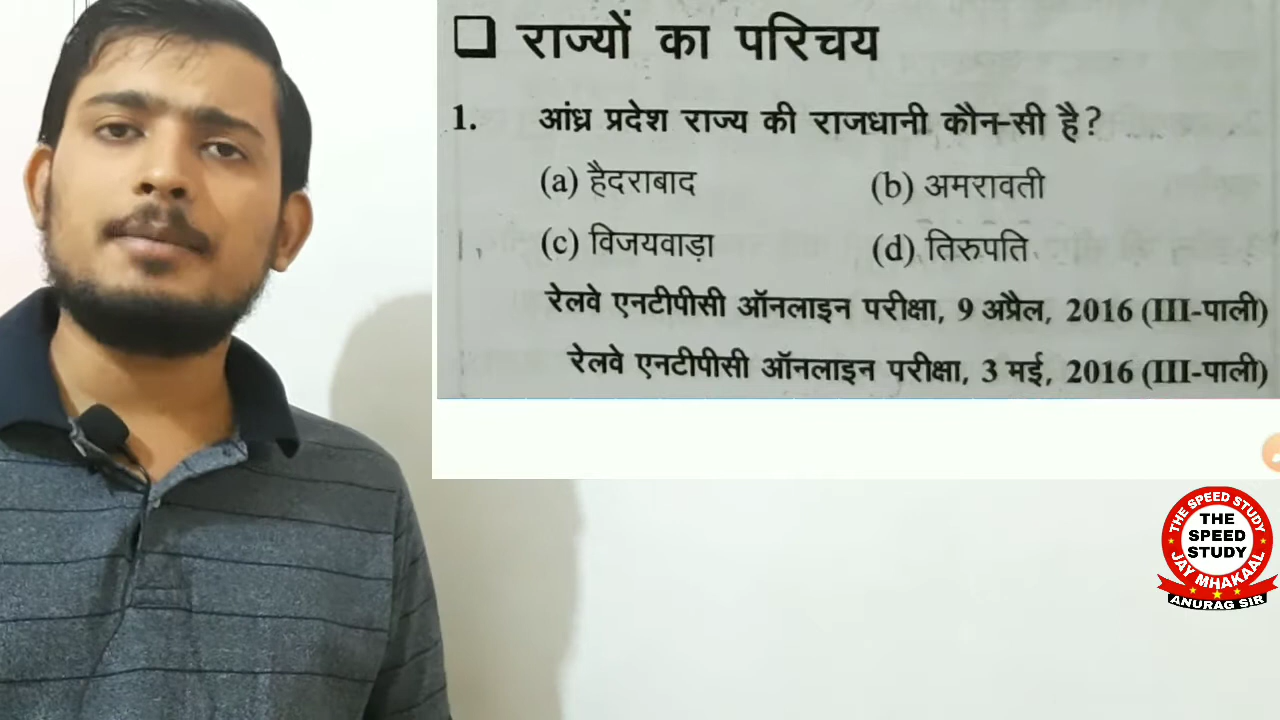 ❑ राज्यों का परिचय
1. आंध्र प्रदेश राज्य की राजधानी कौन-सी है?
(a) हैदराबाद (b) अमरावती
(c) विजयवाड़ा (d) तिरुपति
रेलवे एनटीपीसी ऑनलाइन परीक्षा, 9 अप्रैल, 2016 (III-पाली)
रेलवे एनटीपीसी ऑनलाइन परीक्षा, 3 मई, 2016 (III-पाली)
THE SPEED STUDY
THE
SPEED
STUDY
JAY MHAKAAL
ANURAG SIR